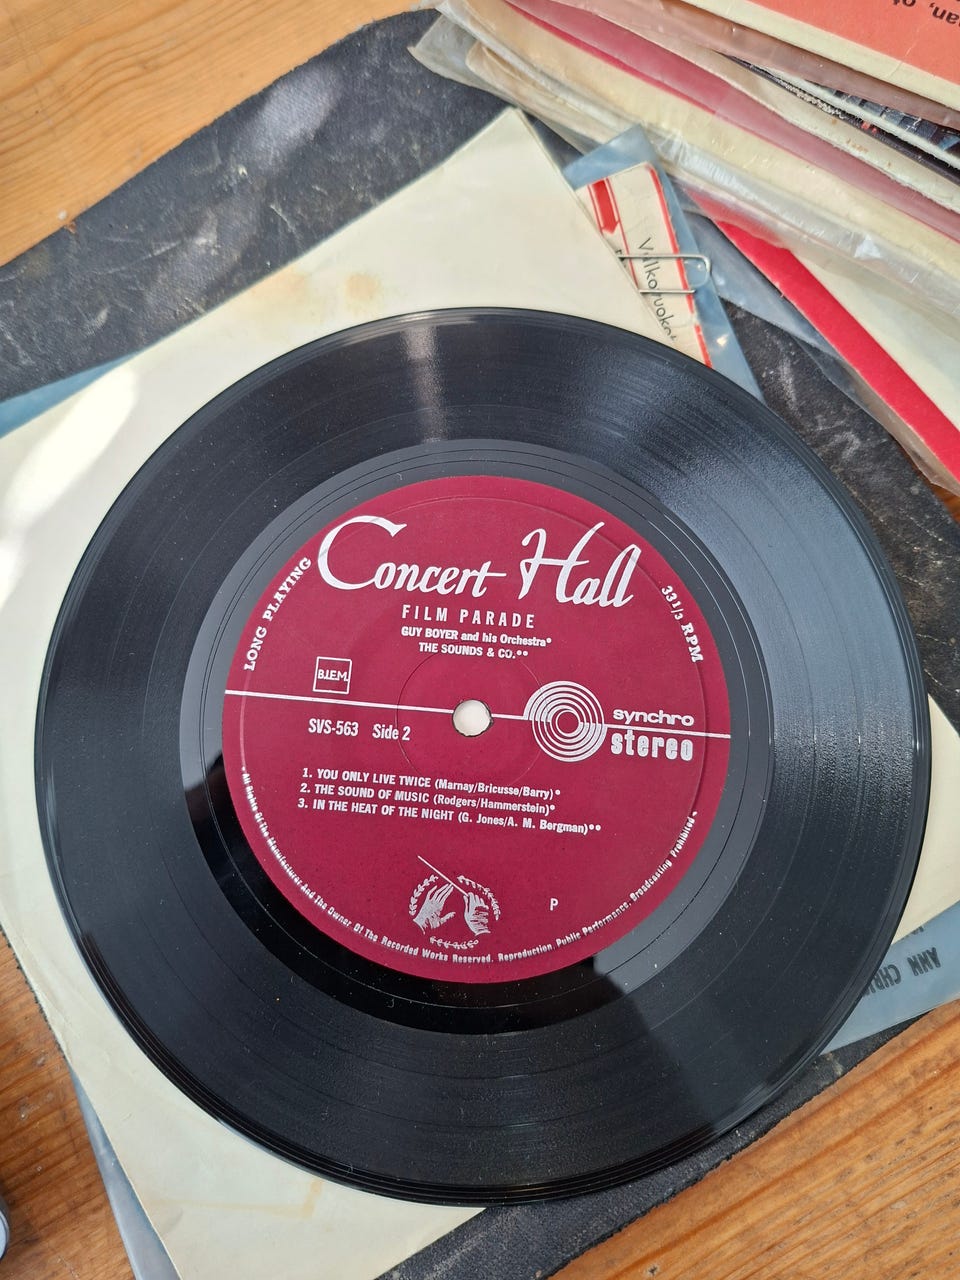 Concert Hall
FILM PARADE
GUY BOYER and his Orchestra*
THE SOUNDS & CO.**
LONG PLAYING
33 1/3 RPM
B.I.E.M.
SVS-563 Side 2
synchro
stereo
1. YOU ONLY LIVE TWICE (Marnay/Bricusse/Barry)*
2. THE SOUND OF MUSIC (Rodgers/Hammerstein)*
3. IN THE HEAT OF THE NIGHT (G. Jones/A. M. Bergman)**
P
All Rights Of The Manufacturer And The Owner Of The Recorded Works Reserved. Reproduction, Public Performance, Broadcasting Prohibited
ANN